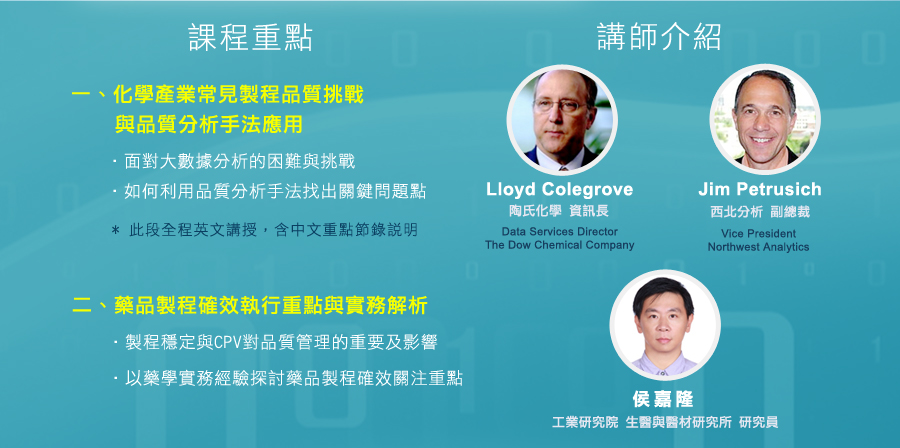 課程重點
一、化學產業常見製程品質挑戰
與品質分析手法應用
・面對大數據分析的困難與挑戰
・如何利用品質分析手法找出關鍵問題點
* 此段全程英文講授，含中文重點節錄説明
二、藥品製程確效執行重點與實務解析
・製程穩定與CPV對品質管理的重要及影響
・以藥學實務經驗探討藥品製程確效關注重點
講師介紹
Lloyd Colegrove
陶氏化學 資訊長
Data Services Director
The Dow Chemical Company
Jim Petrusich
西北分析 副總裁
Vice President
Northwest Analytics
侯嘉隆
工業研究院 生醫與醫材研究所 研究員